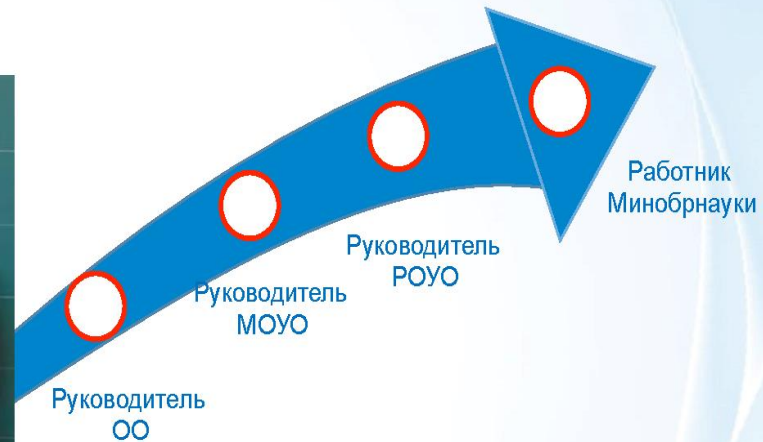 Работник
Минобрнауки
Руководитель
РОУО
Руководитель
МОУО
Руководитель
ОО